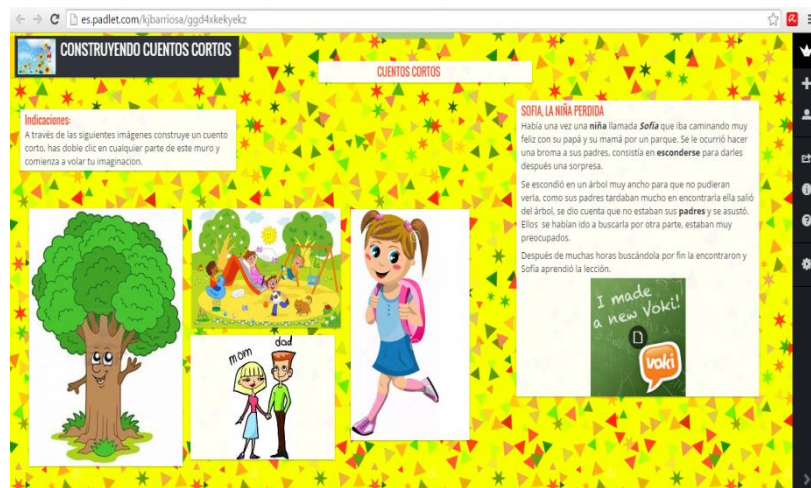 es.padlet.com/kjbarriosa/ggd4xkekyekz
CONSTRUYENDO CUENTOS CORTOS
CUENTOS CORTOS
Indicaciones:
A través de las siguientes imágenes construye un cuento
corto, has doble clic en cualquier parte de este muro y
comienza a volar tu imaginacion.
mom
dad
SOFIA, LA NIÑA PERDIDA
Había una vez una niña llamada Sofía que iba caminando muy
feliz con su papá y su mamá por un parque. Se le ocurrió hacer
una broma a sus padres, consistía en esconderse para darles
después una sorpresa.
Se escondió en un árbol muy ancho para que no pudieran
verla, como sus padres tardaban mucho en encontrarla ella salió
del árbol, se dio cuenta que no estaban sus padres y se asustó.
Ellos se habían ido a buscarla por otra parte, estaban muy
preocupados.
Después de muchas horas buscándola por fin la encontraron y
Sofía aprendió la lección.
I made
a new Voki!
voki